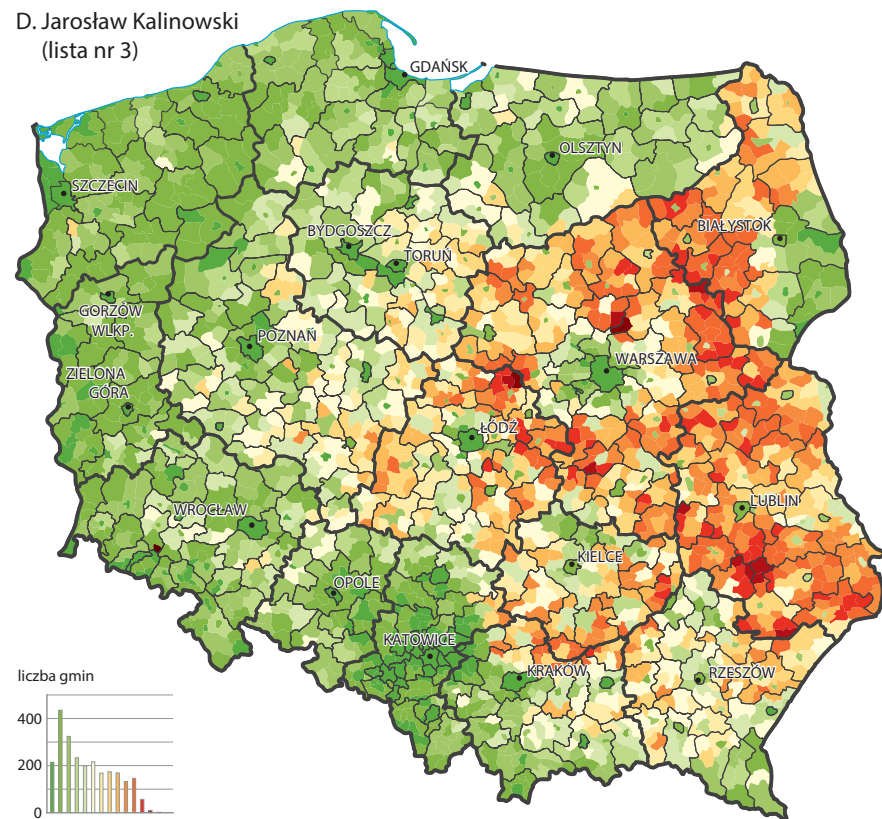 D. Jarosław Kalinowski
(lista nr 3)
GDAŃSK
OLSZTYN
SZCZECIN
BIAŁYSTOK
BYDGOSZCZ
TORUŃ
GORZÓW
WLKP.
POZNAŃ
WARSZAWA
ZIELONA
GÓRA
ŁÓDŹ
WROCŁAW
LUBLIN
KIELCE
OPOLE
KATOWICE
KRAKÓW
RZESZÓW
liczba gmin
400
200
0